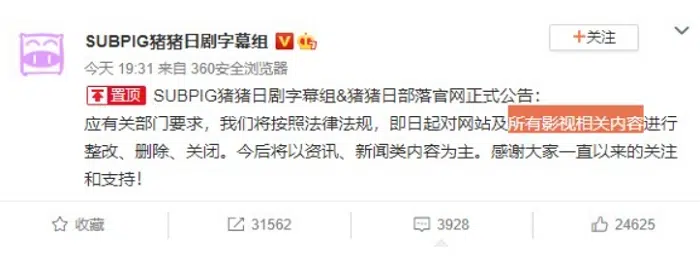 SUBPIG猪猪日剧字幕组
+关注
今天 19:31 来自 360安全浏览器
置顶 SUBPIG猪猪日剧字幕组&猪猪日部落官网正式公告：
应有关部门要求，我们将按照法律法规，即日起对网站及所有影视相关内容进行
整改、删除、关闭。今后将以资讯、新闻类内容为主。感谢大家一直以来的关注
和支持！
收藏 31562 3928 24625